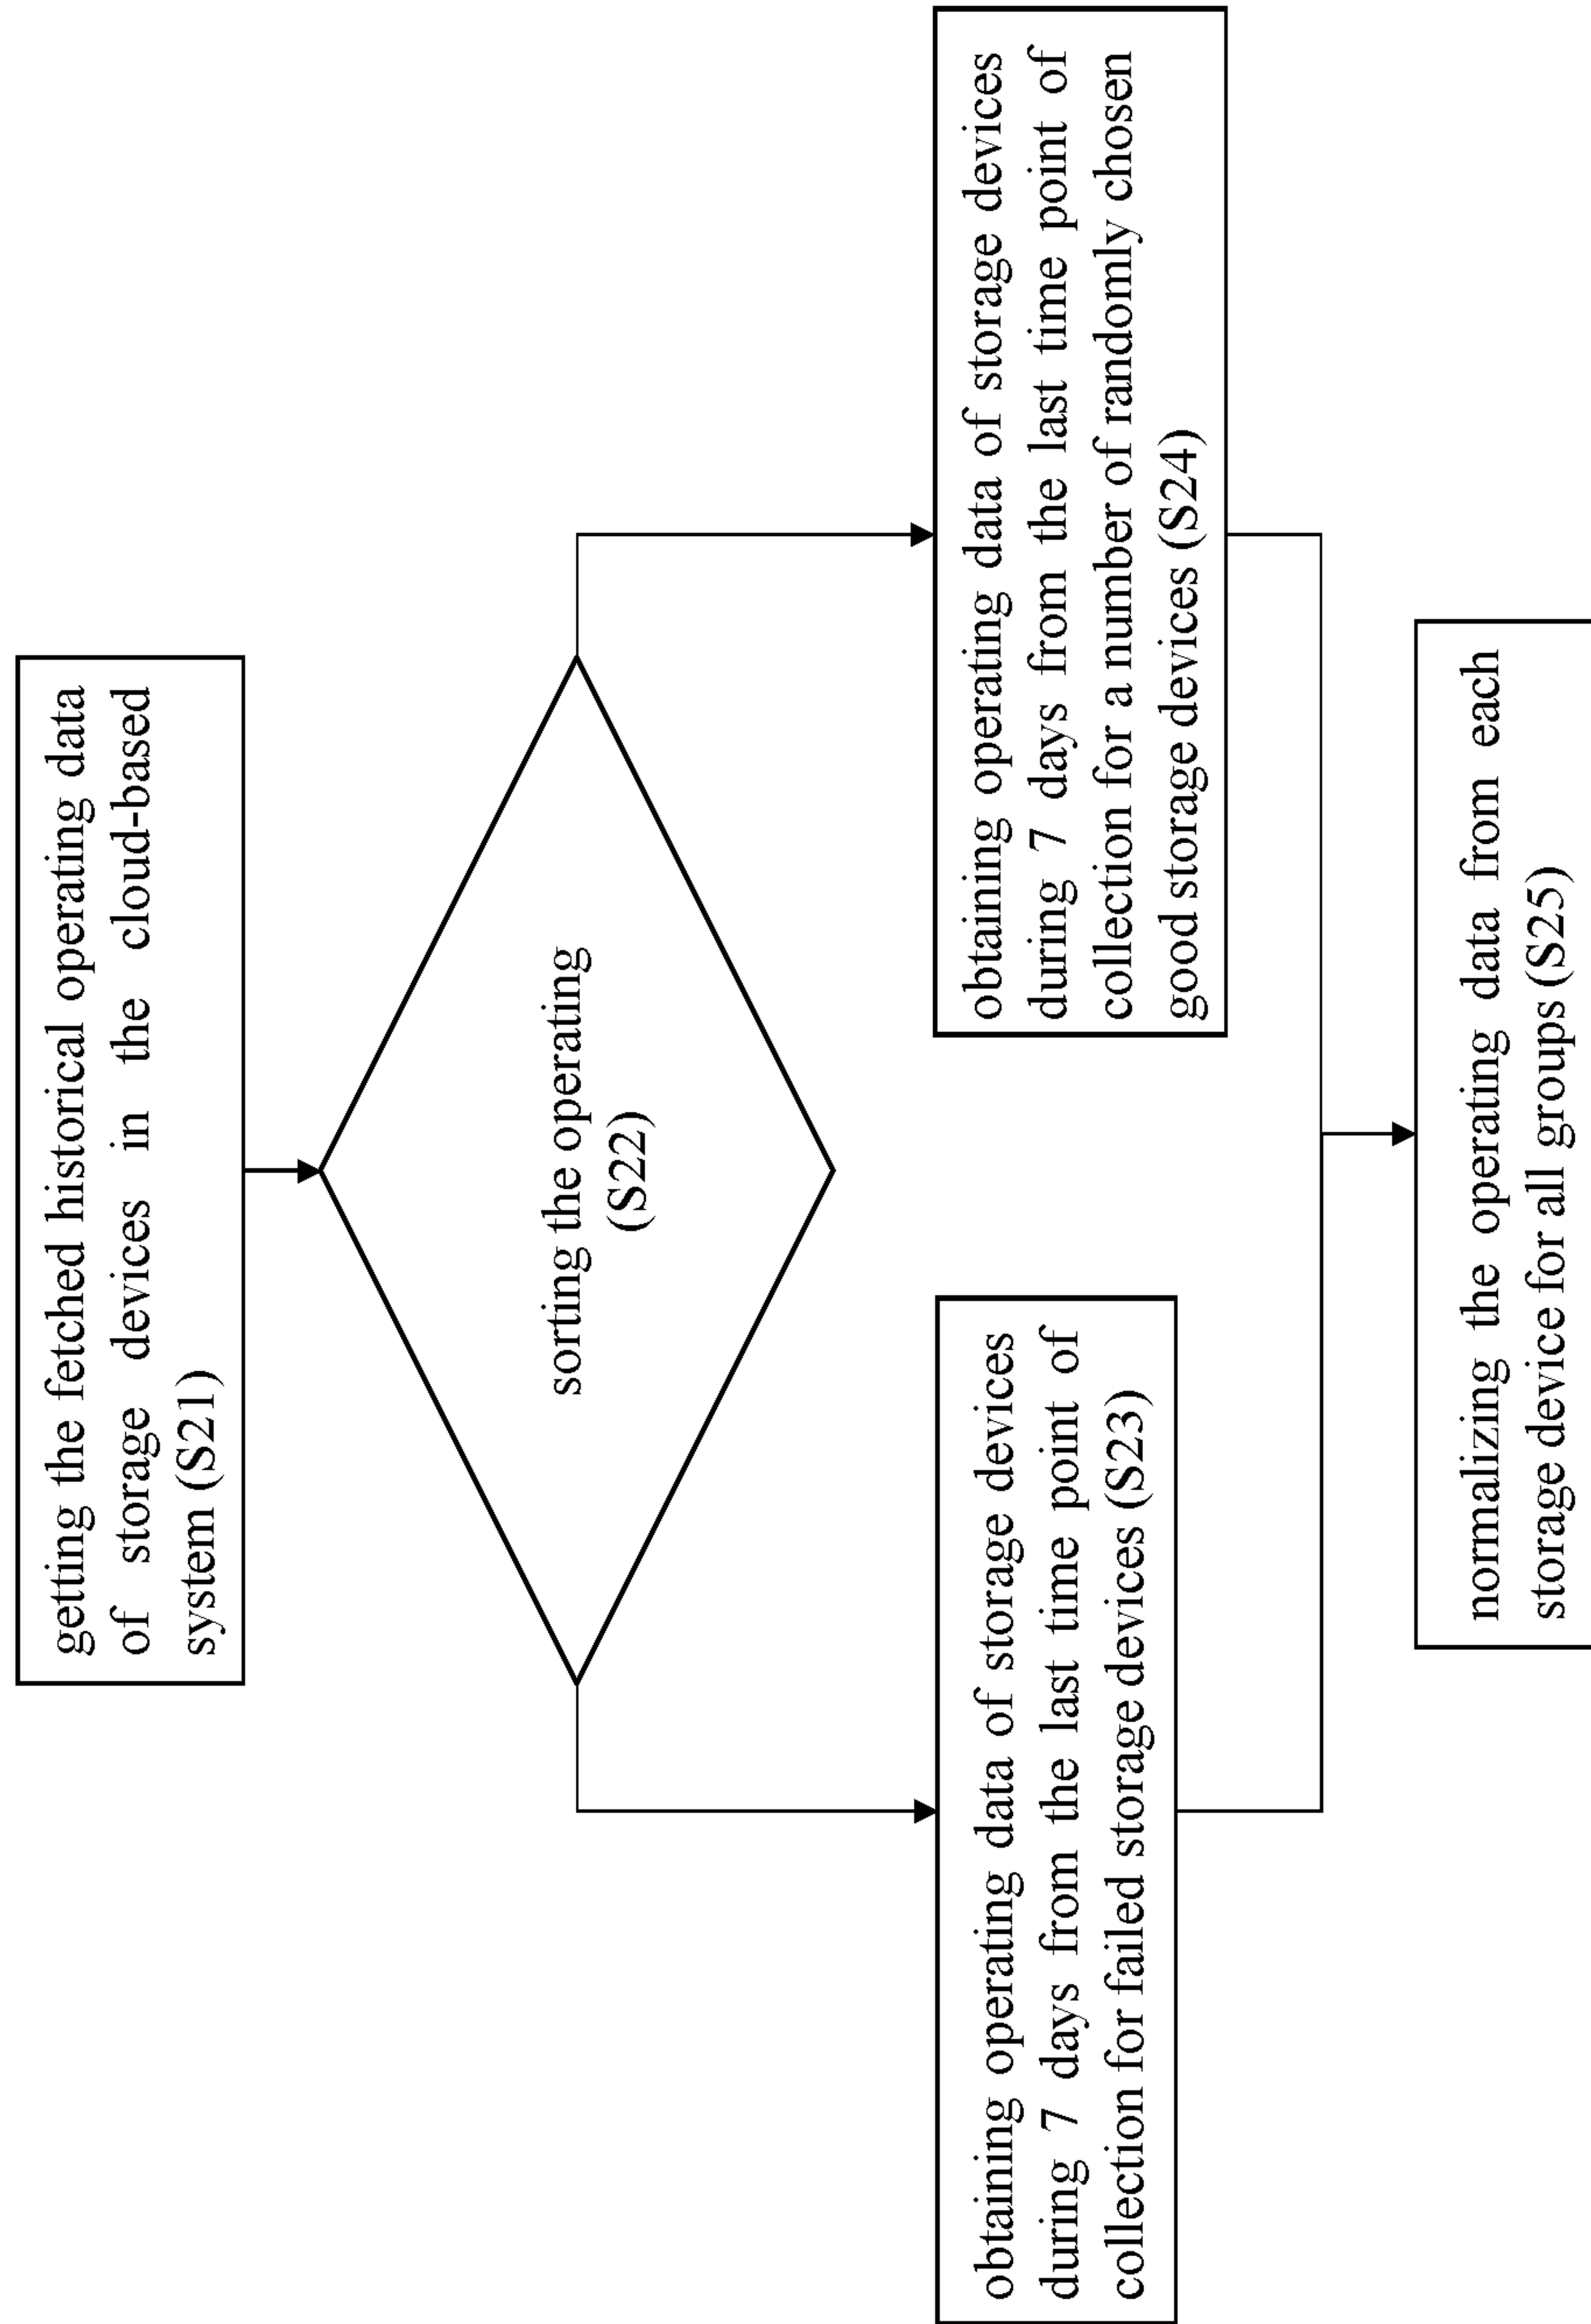 getting the fetched historical operating data
of storage devices in the cloud-based
system (S21)
sorting the operating
(S22)
obtaining operating data of storage devices
during 7 days from the last time point of
collection for failed storage devices (S23)
obtaining operating data of storage devices
during 7 days from the last time point of
collection for a number of randomly chosen
good storage devices (S24)
normalizing the operating data from each
storage device for all groups (S25)